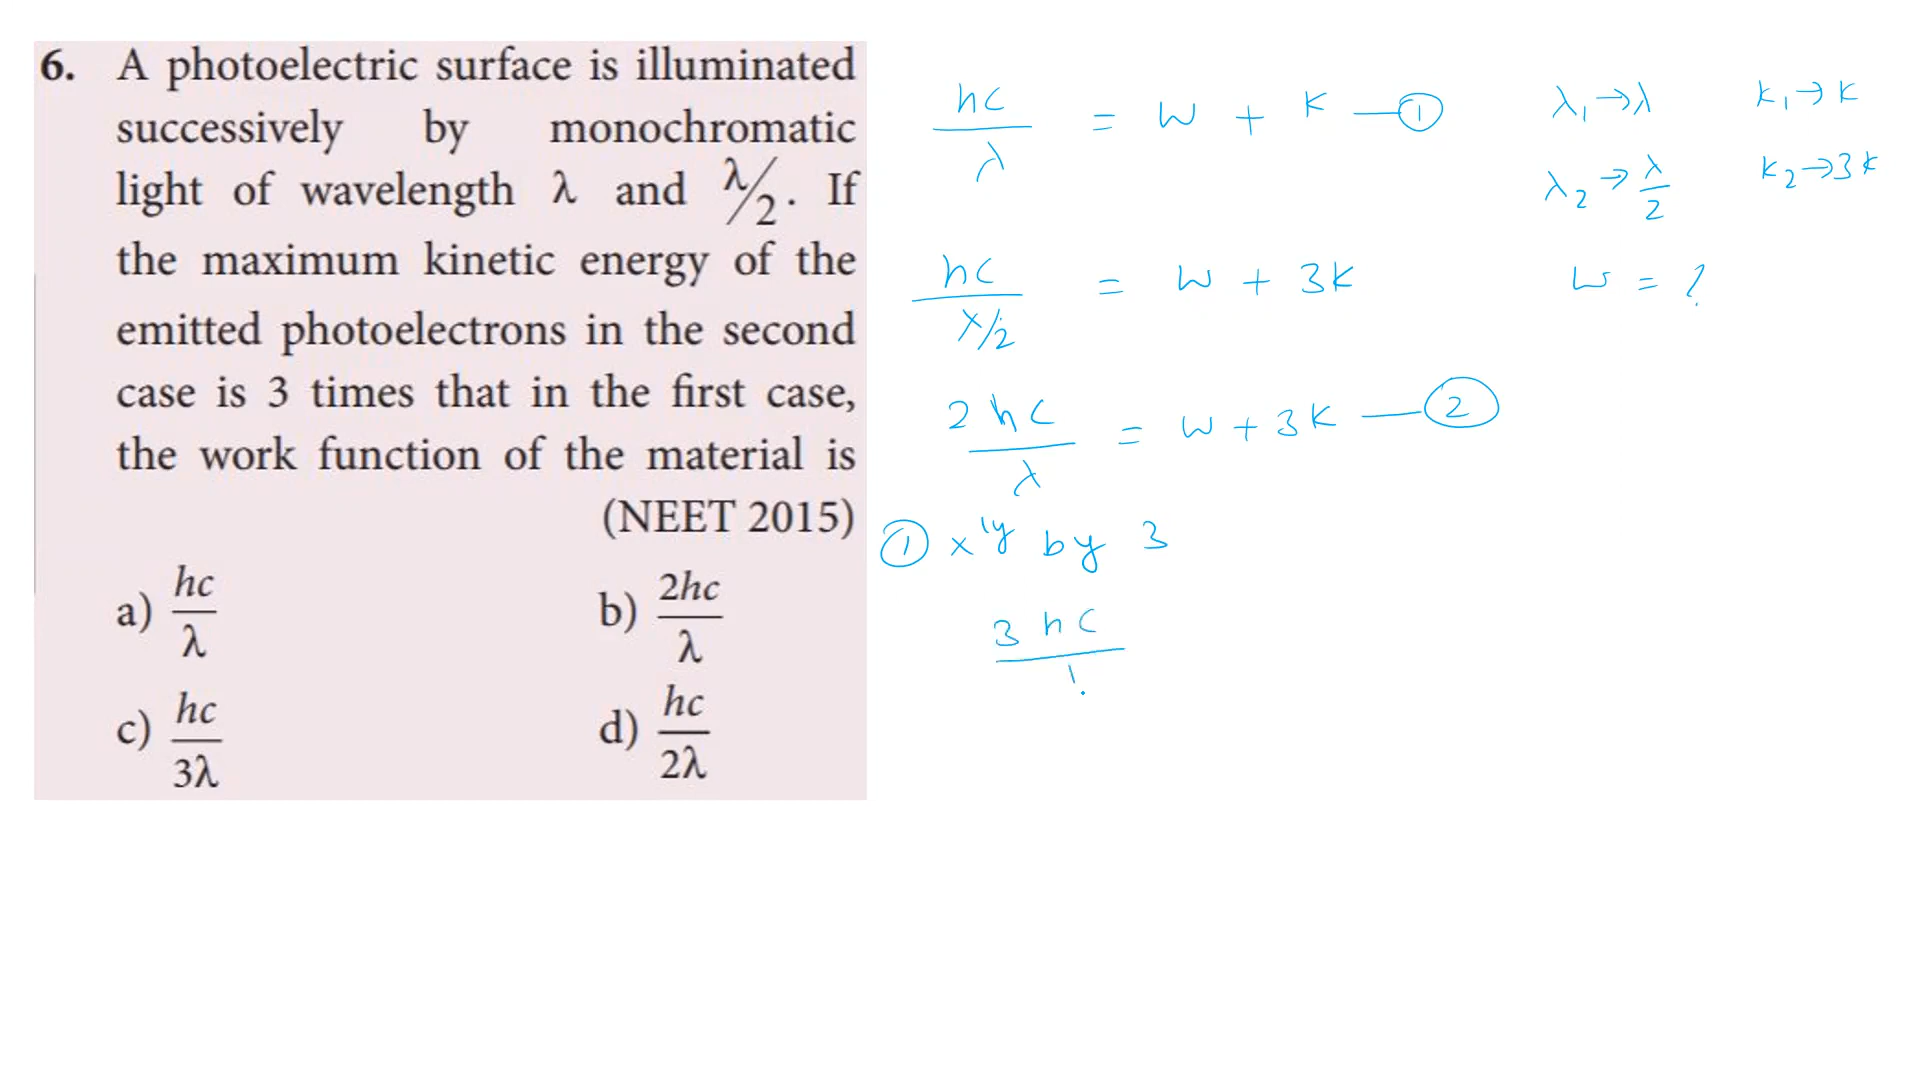 6. A photoelectric surface is illuminated
successively by monochromatic
light of wavelength λ and λ/2. If
the maximum kinetic energy of the
emitted photoelectrons in the second
case is 3 times that in the first case,
the work function of the material is
(NEET 2015)
a) hc/λ b) 2hc/λ
c) hc/3λ d) hc/2λ
hc/λ = W + K — ①
λ₁→λ K₁→K
λ₂→λ/2 K₂→3K
hc/λ/2 = W + 3K
W = ?
2hc/λ = W + 3K — ②
① x'y by 3
3hc